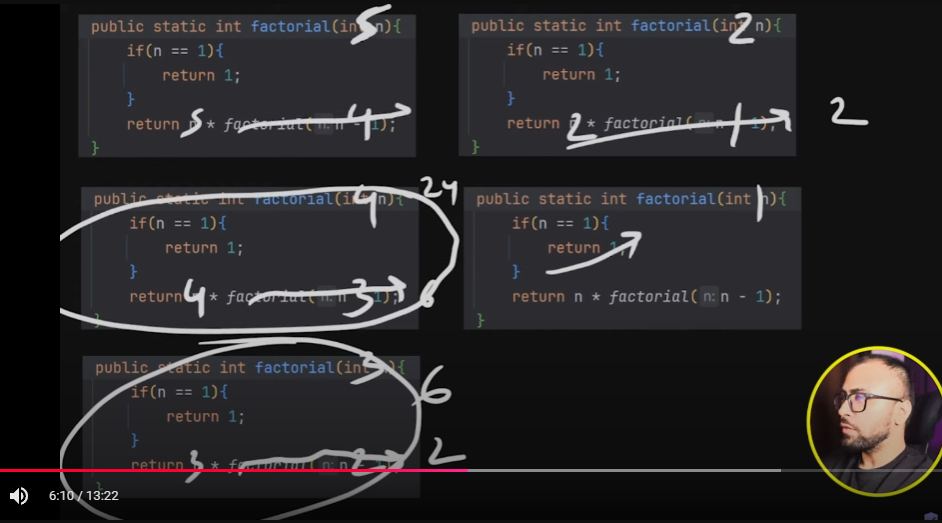 public static int factorial(int 5 n){
if(n == 1){
return 1;
}
return 5 * factorial( n: n - 4 1);
}
public static int factorial(int 2 n){
if(n == 1){
return 1;
}
return 2 * factorial( n: n - 1 1);
}
2
public static int factorial(int 4 n){
24
if(n == 1){
return 1;
}
return 4 * factorial( n: n 3 1);
6
}
public static int factorial(int 1 n){
if(n == 1){
return 1;
}
return n * factorial( n: n - 1);
}
public static int factorial(int 3 ){
if(n == 1){
return 1;
}
6
return 3 * factorial( n: n 2
2
}
6:10 / 13:22